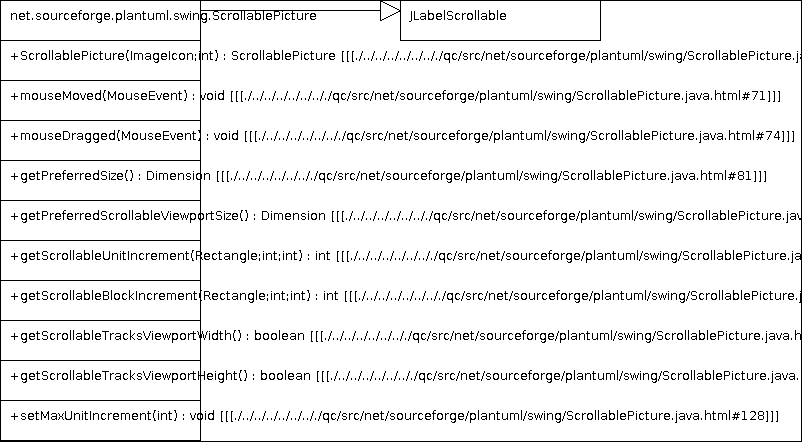 net.sourceforge.plantuml.swing.ScrollablePicture
JLabelScrollable
+ScrollablePicture(ImageIcon;int) : ScrollablePicture [[[./../../../../../../qc/src/net/sourceforge/plantuml/swing/ScrollablePicture.ja
+mouseMoved(MouseEvent) : void [[[./../../../../../../qc/src/net/sourceforge/plantuml/swing/ScrollablePicture.java.html#71]]]
+mouseDragged(MouseEvent) : void [[[./../../../../../../qc/src/net/sourceforge/plantuml/swing/ScrollablePicture.java.html#74]]]
+getPreferredSize() : Dimension [[[./../../../../../../qc/src/net/sourceforge/plantuml/swing/ScrollablePicture.java.html#81]]]
+getPreferredScrollableViewportSize() : Dimension [[[./../../../../../../qc/src/net/sourceforge/plantuml/swing/ScrollablePicture.jav
+getScrollableUnitIncrement(Rectangle;int;int) : int [[[./../../../../../../qc/src/net/sourceforge/plantuml/swing/ScrollablePicture.ja
+getScrollableBlockIncrement(Rectangle;int;int) : int [[[./../../../../../../qc/src/net/sourceforge/plantuml/swing/ScrollablePicture.j
+getScrollableTracksViewportWidth() : boolean [[[./../../../../../../qc/src/net/sourceforge/plantuml/swing/ScrollablePicture.java.h
+getScrollableTracksViewportHeight() : boolean [[[./../../../../../../qc/src/net/sourceforge/plantuml/swing/ScrollablePicture.java.
+setMaxUnitIncrement(int) : void [[[./../../../../../../qc/src/net/sourceforge/plantuml/swing/ScrollablePicture.java.html#128]]]